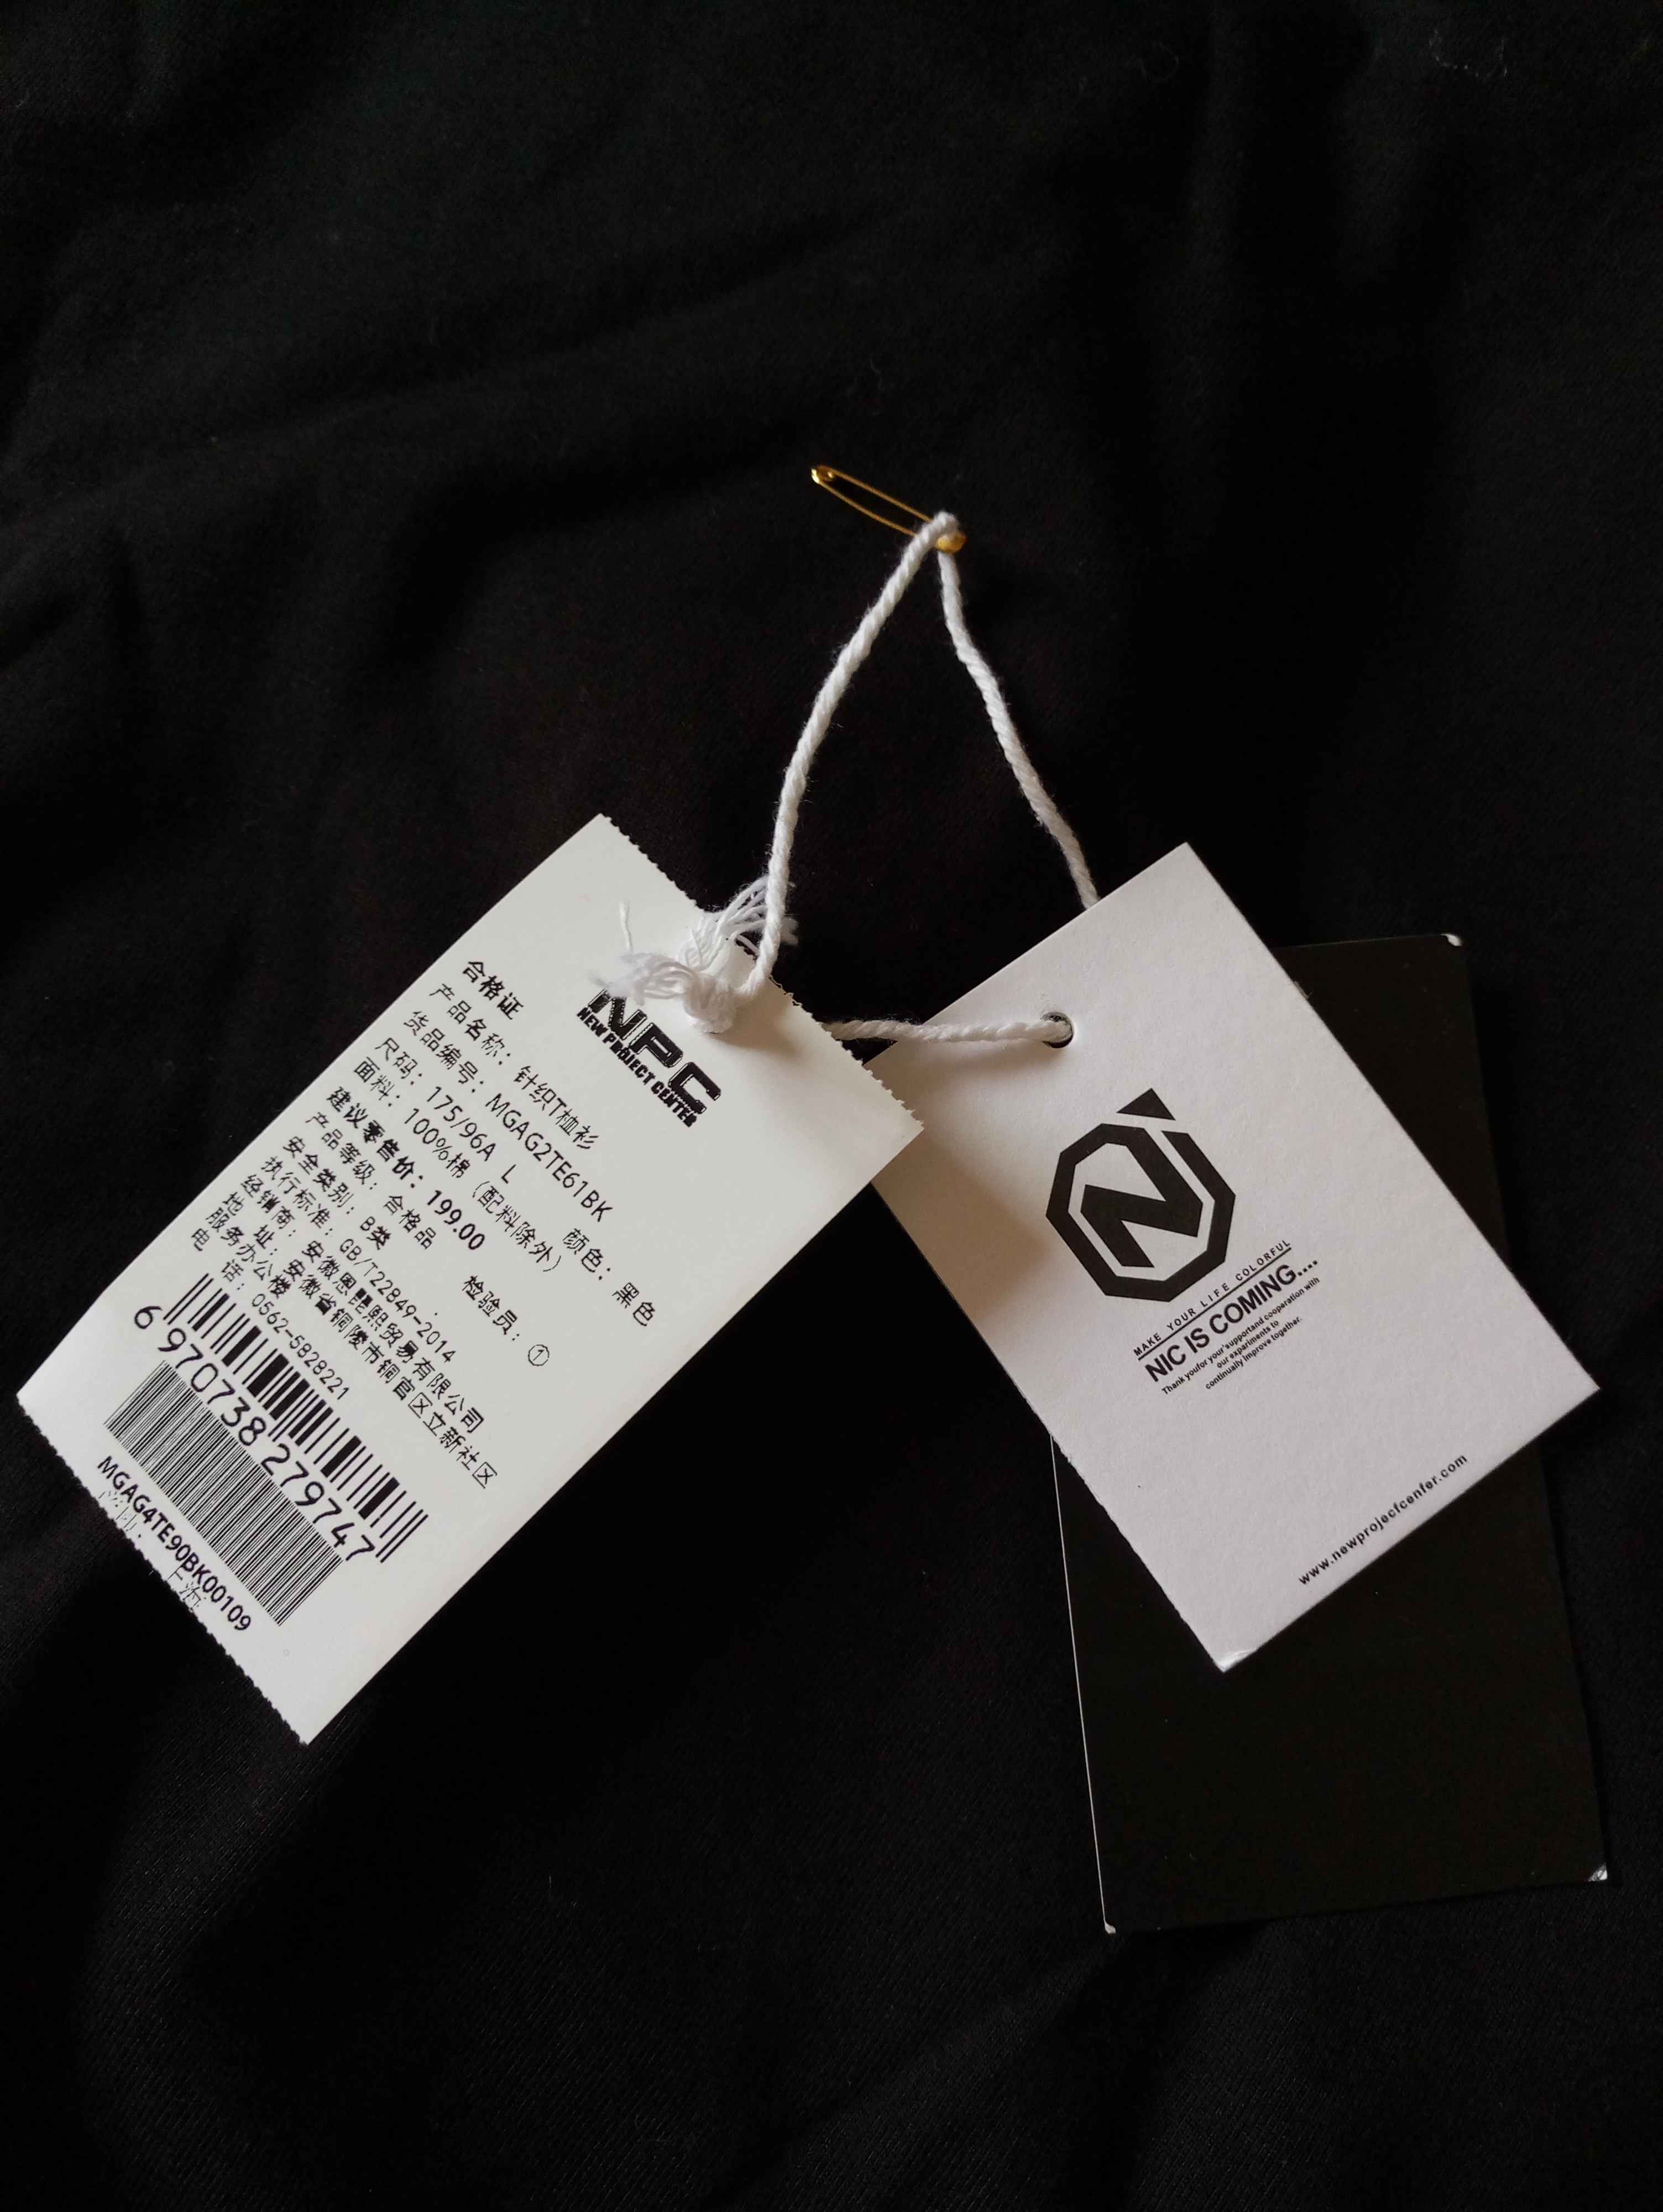 NPC
NEW PROJECT CENTER
合格证
产品名称：针织T恤衫
货品编号：MGAG2TE61BK
尺码：175/96A L 颜色：黑色
面料：100%棉（配料除外）
建议零售价：199.00
产品等级：合格品 检验员：①
安全类别：B类
执行标准：GB/T22849-2014
经销商：安徽恩熙贸易有限公司
地 址：安徽省铜陵市铜官区立新社区
服务办公楼
电 话：0562-5828221
6 970738 279747
MGAG4TE90BK00109
MAKE YOUR LIFE COLORFUL
NIC IS COMING....
Thank youfor your'supportand cooperation with
our experiments to
continually improve together.
www.newprojecfcenfer.com